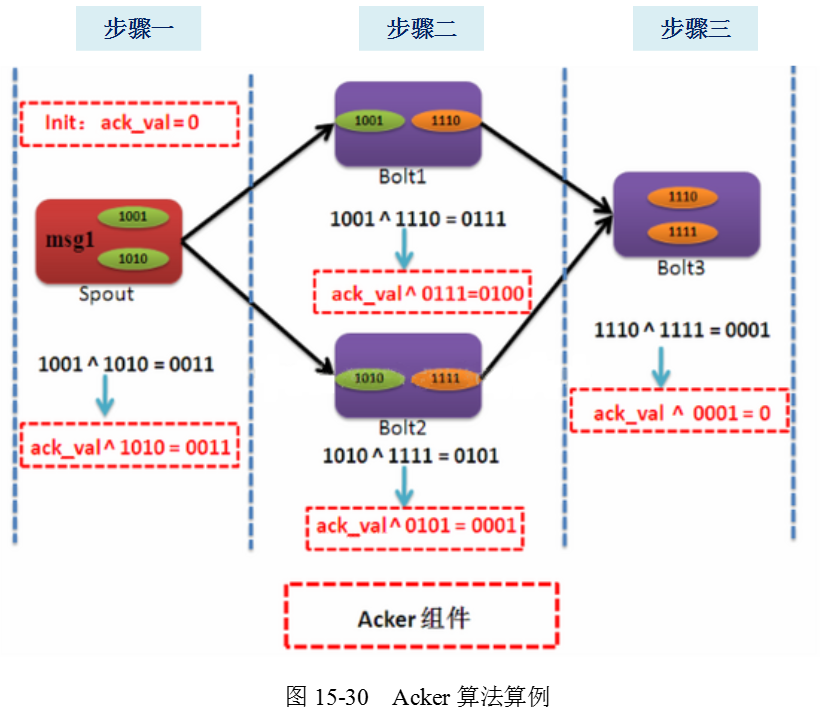 步骤一
步骤二
步骤三
Init：ack_val = 0
1001
1010
msg1
Spout
1001 ^ 1010 = 0011
ack_val ^ 1010 = 0011
1001
1110
Bolt1
1001 ^ 1110 = 0111
ack_val ^ 0111=0100
1010
1111
Bolt2
1010 ^ 1111 = 0101
ack_val ^ 0101 = 0001
1110
1111
Bolt3
1110 ^ 1111 = 0001
ack_val ^ 0001 = 0
Acker 组件
图 15-30 Acker 算法算例